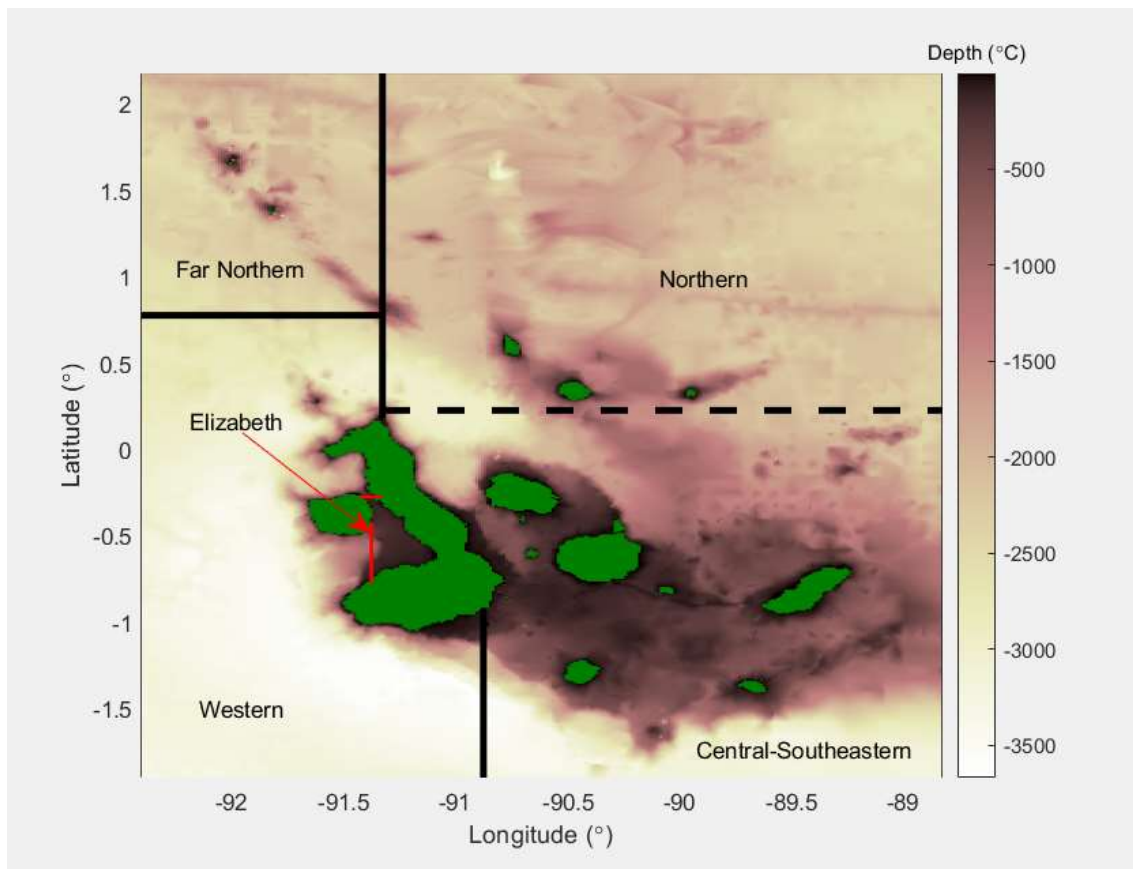 Depth (°C)
2
1.5
1
0.5
0
-0.5
-1
-1.5
Latitude (°)
Far Northern
Northern
Elizabeth
Western
Central-Southeastern
-500
-1000
-1500
-2000
-2500
-3000
-3500
-92
-91.5
-91
-90.5
-90
-89.5
-89
Longitude (°)